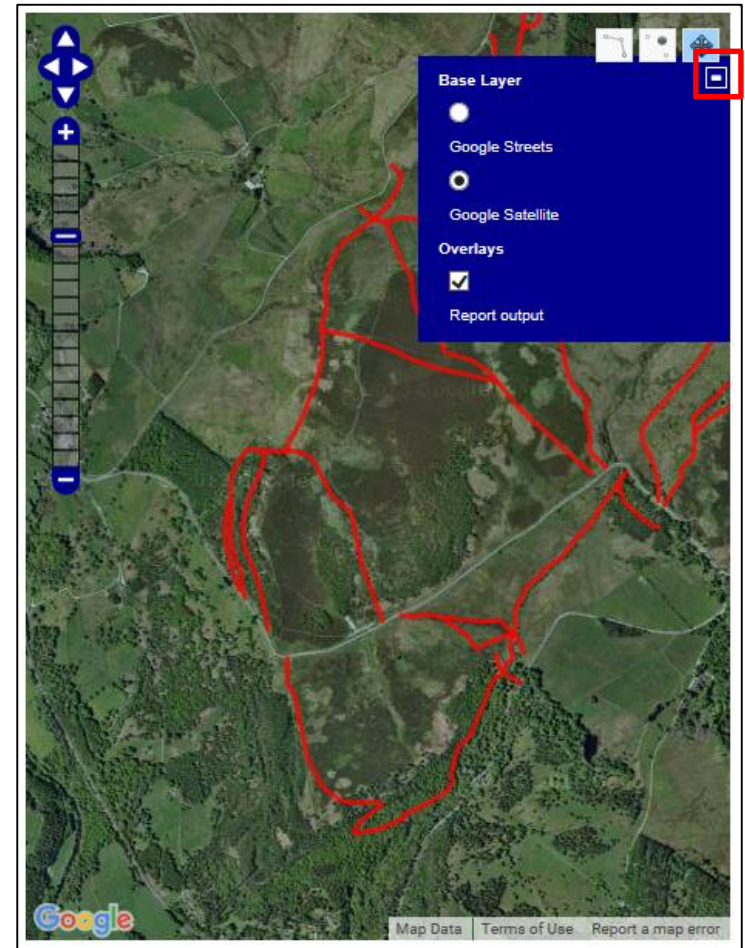 Base Layer
Google Streets
Google Satellite
Overlays
Report output
Google
Map Data
Terms of Use
Report a map error